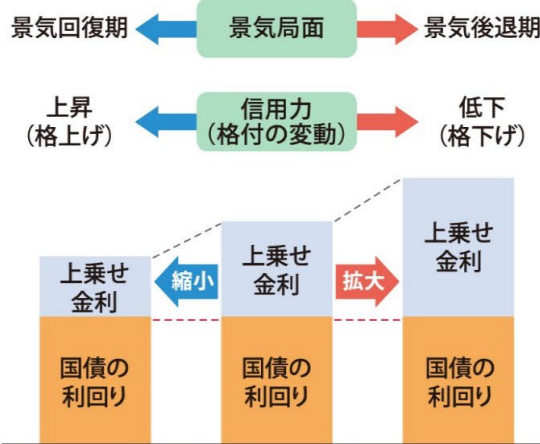 景気回復期 景気局面 景気後退期
上昇 信用力 低下
(格上げ) (格付の変動) (格下げ)
上乗せ
金利
縮小
上乗せ
金利
拡大
上乗せ
金利
国債の 国債の 国債の
利回り 利回り 利回り